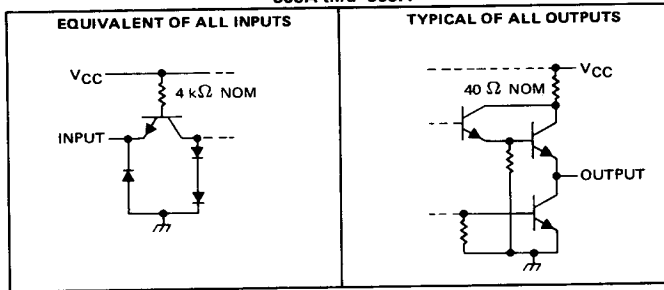 EQUIVALENT OF ALL INPUTS
VCC
4 kΩ NOM
INPUT
TYPICAL OF ALL OUTPUTS
VCC
40 Ω NOM
OUTPUT